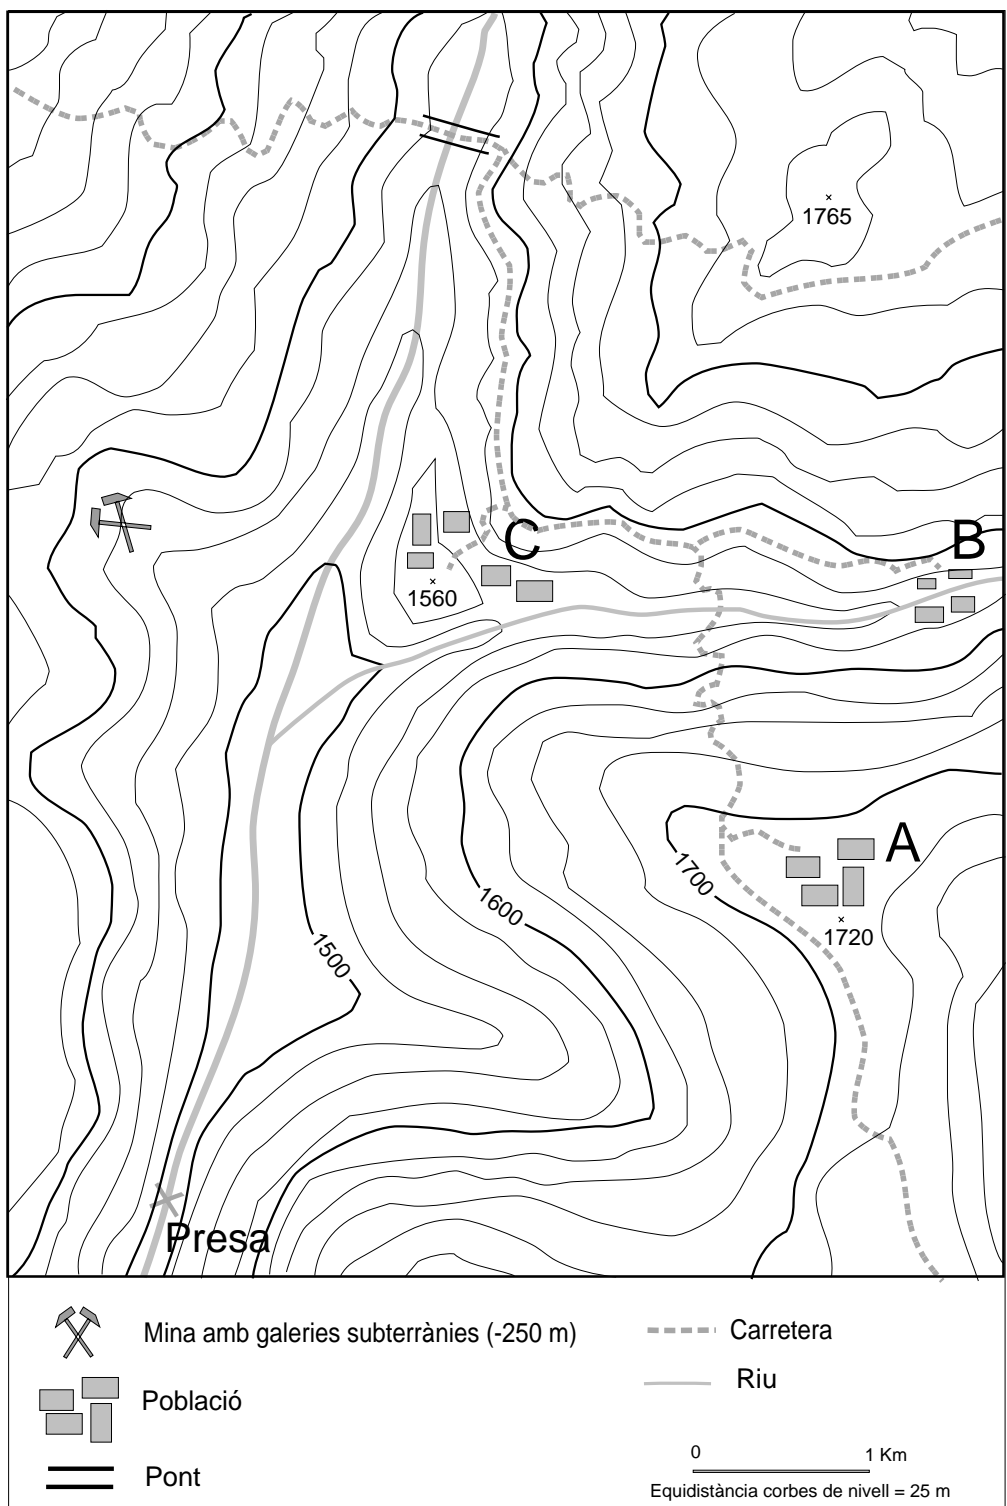 1765
C
B
1560
A
1700
1600
1720
1500
Presa
Mina amb galeries subterrànies (-250 m)
Carretera
Població
Riu
Pont
0 1 Km
Equidistància corbes de nivell = 25 m